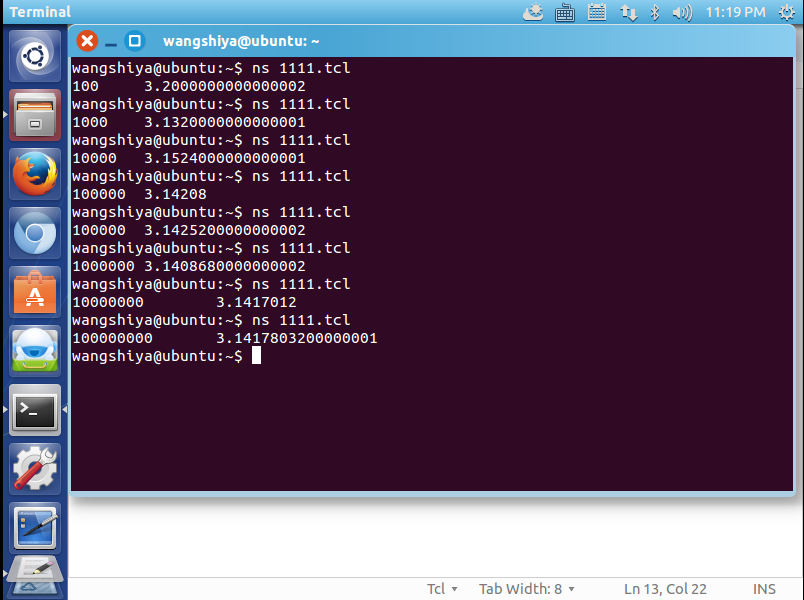 Terminal
11:19 PM
wangshiya@ubuntu: ~
wangshiya@ubuntu:~$ ns 1111.tcl
100     3.2000000000000002
wangshiya@ubuntu:~$ ns 1111.tcl
1000    3.1320000000000001
wangshiya@ubuntu:~$ ns 1111.tcl
10000   3.1524000000000001
wangshiya@ubuntu:~$ ns 1111.tcl
100000  3.14208
wangshiya@ubuntu:~$ ns 1111.tcl
100000  3.1425200000000002
wangshiya@ubuntu:~$ ns 1111.tcl
1000000 3.1408680000000002
wangshiya@ubuntu:~$ ns 1111.tcl
10000000        3.1417012
wangshiya@ubuntu:~$ ns 1111.tcl
100000000       3.1417803200000001
wangshiya@ubuntu:~$
Tcl Tab Width: 8 Ln 13, Col 22 INS